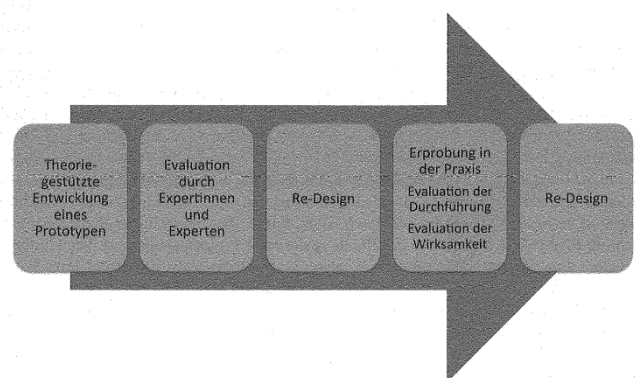 Theorie-
gestützte
Entwicklung
eines
Prototypen
Evaluation
durch
Expertinnen
und
Experten
Re-Design
Erprobung in
der Praxis
Evaluation der
Durchführung
Evaluation der
Wirksamkeit
Re-Design